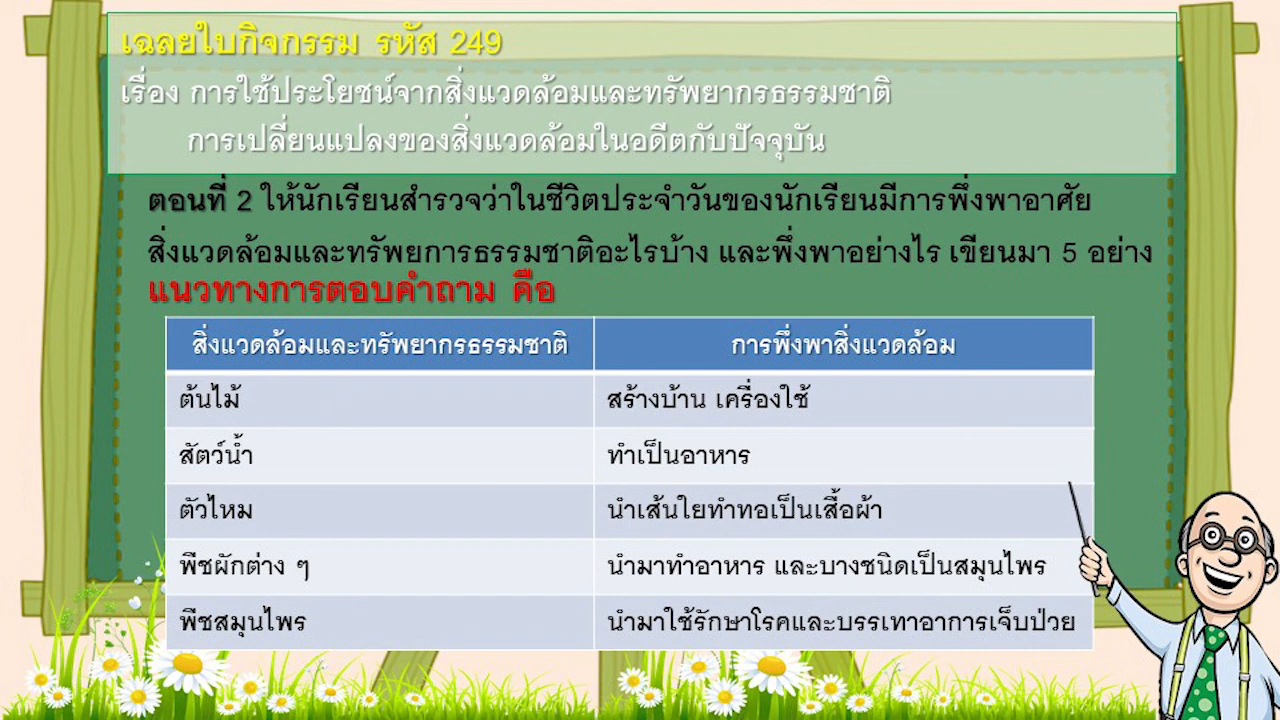 เฉลยใบกิจกรรม รหัส 249
เรื่อง การใช้ประโยชน์จากสิ่งแวดล้อมและทรัพยากรธรรมชาติ
การเปลี่ยนแปลงของสิ่งแวดล้อมในอดีตกับปัจจุบัน
ตอนที่ 2 ให้นักเรียนสำรวจว่าในชีวิตประจำวันของนักเรียนมีการพึ่งพาอาศัย
สิ่งแวดล้อมและทรัพยการธรรมชาติอะไรบ้าง และพึ่งพาอย่างไร เขียนมา 5 อย่าง
แนวทางการตอบคำถาม คือ
สิ่งแวดล้อมและทรัพยากรธรรมชาติ การพึ่งพาสิ่งแวดล้อม
ต้นไม้ สร้างบ้าน เครื่องใช้
สัตว์น้ำ ทำเป็นอาหาร
ตัวไหม นำเส้นใยทำทอเป็นเสื้อผ้า
พืชผักต่าง ๆ นำมาทำอาหาร และบางชนิดเป็นสมุนไพร
พืชสมุนไพร นำมาใช้รักษาโรคและบรรเทาอาการเจ็บป่วย